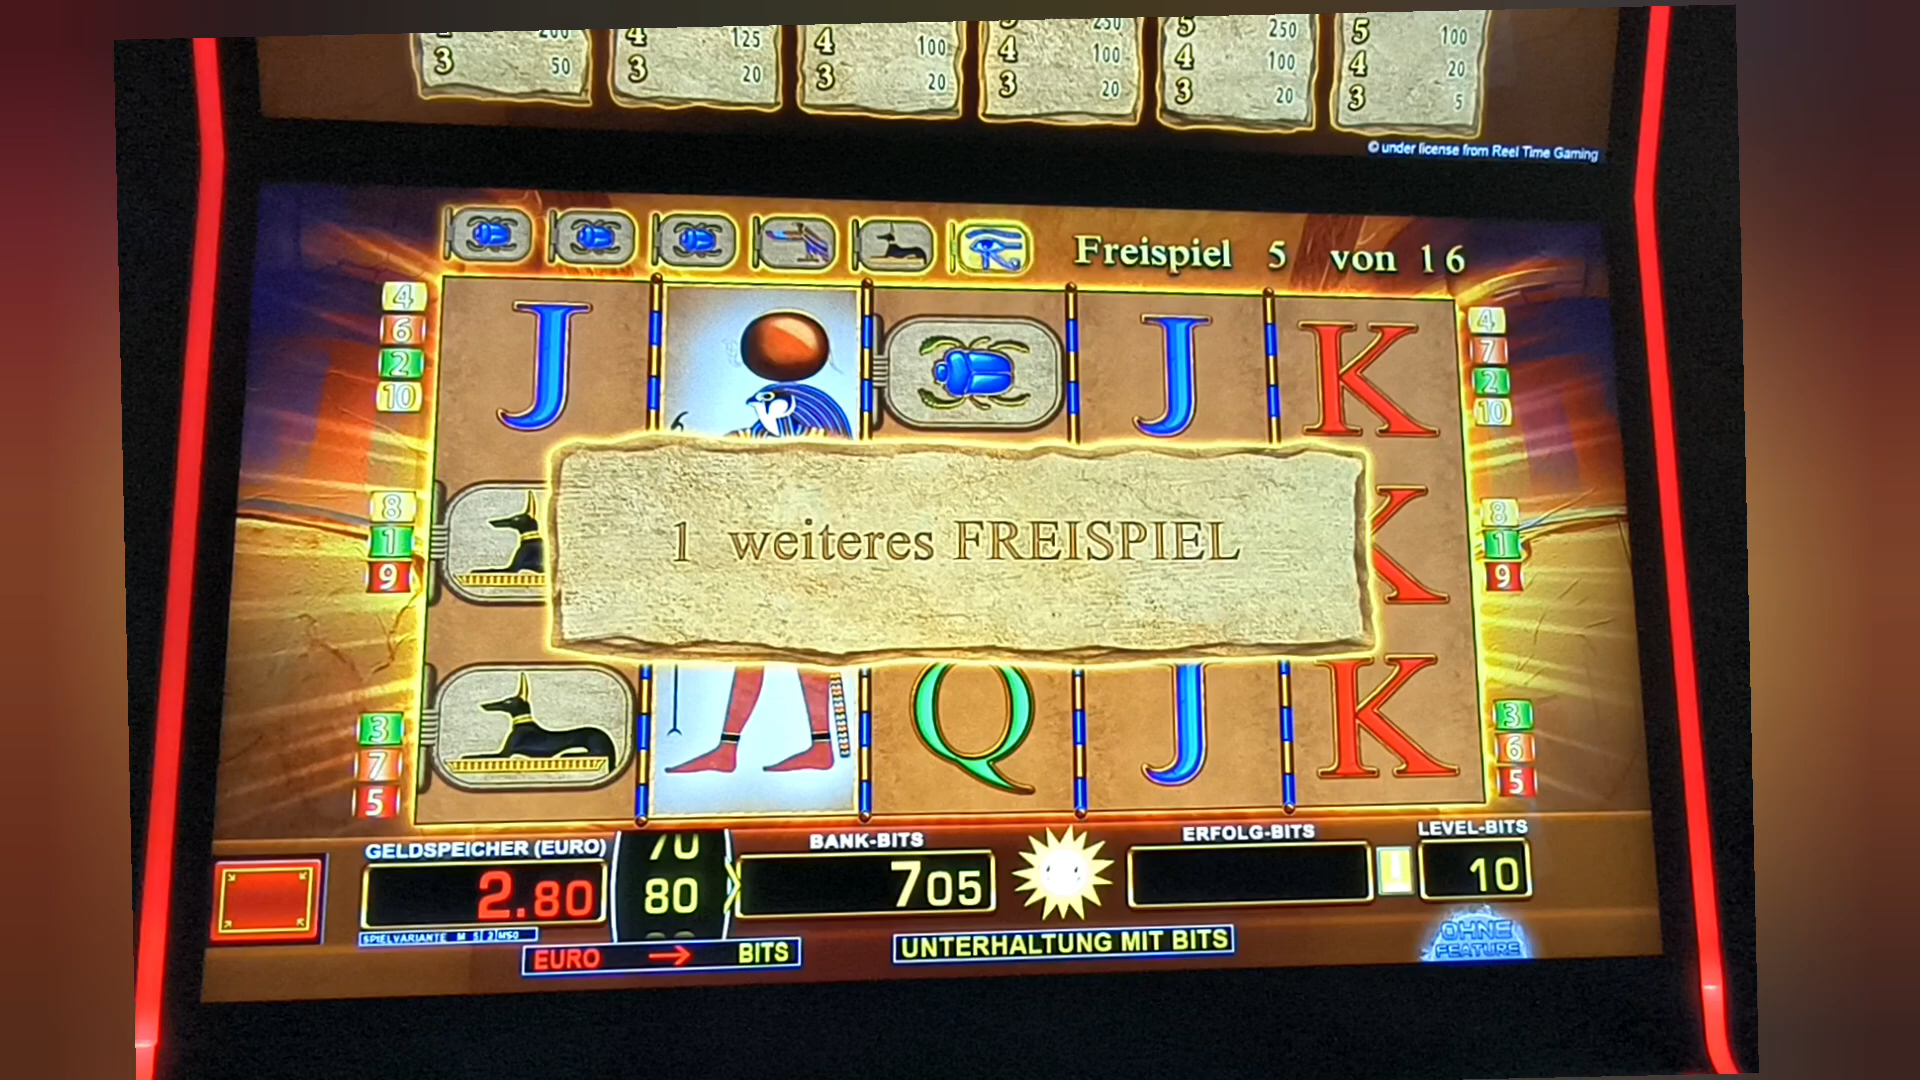 200 4 125 4 100 4 100 5 250 5 100
3 50 3 20 3 20 3 20 4 100 4 20
3 20 3 5
© under license from Reel Time Gaming
Freispiel 5 von 16
4 4
6 7
2 2
10 10
J J K
8 8
1 1
9 9
K
1 weiteres FREISPIEL
3 3
7 6
5 5
Q J K
GELDSPEICHER (EURO) 70 BANK-BITS ERFOLG-BITS LEVEL-BITS
2.80 80 705 10
SPIELVARIANTE
EURO → BITS UNTERHALTUNG MIT BITS
OHNE
FEATURE